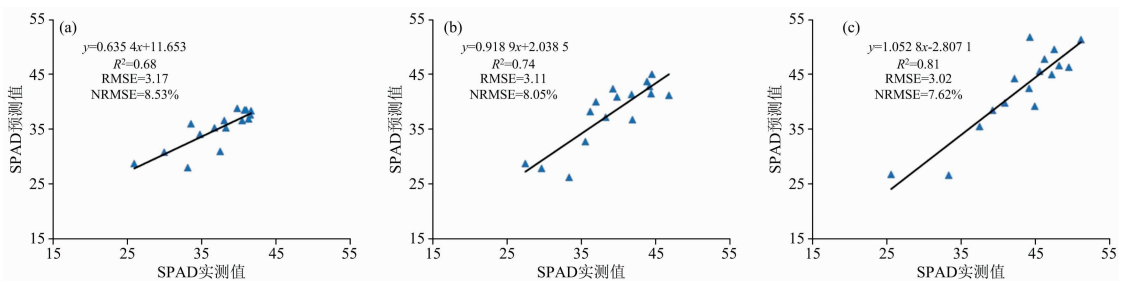 (a)
y=0.635 4x+11.653
R²=0.68
RMSE=3.17
NRMSE=8.53%
55
45
35
25
15
SPAD预测值
15 25 35 45 55
SPAD实测值
(b)
y=0.918 9x+2.038 5
R²=0.74
RMSE=3.11
NRMSE=8.05%
55
45
35
25
15
SPAD预测值
15 25 35 45 55
SPAD实测值
(c)
y=1.052 8x-2.807 1
R²=0.81
RMSE=3.02
NRMSE=7.62%
55
45
35
25
15
SPAD预测值
15 25 35 45 55
SPAD实测值